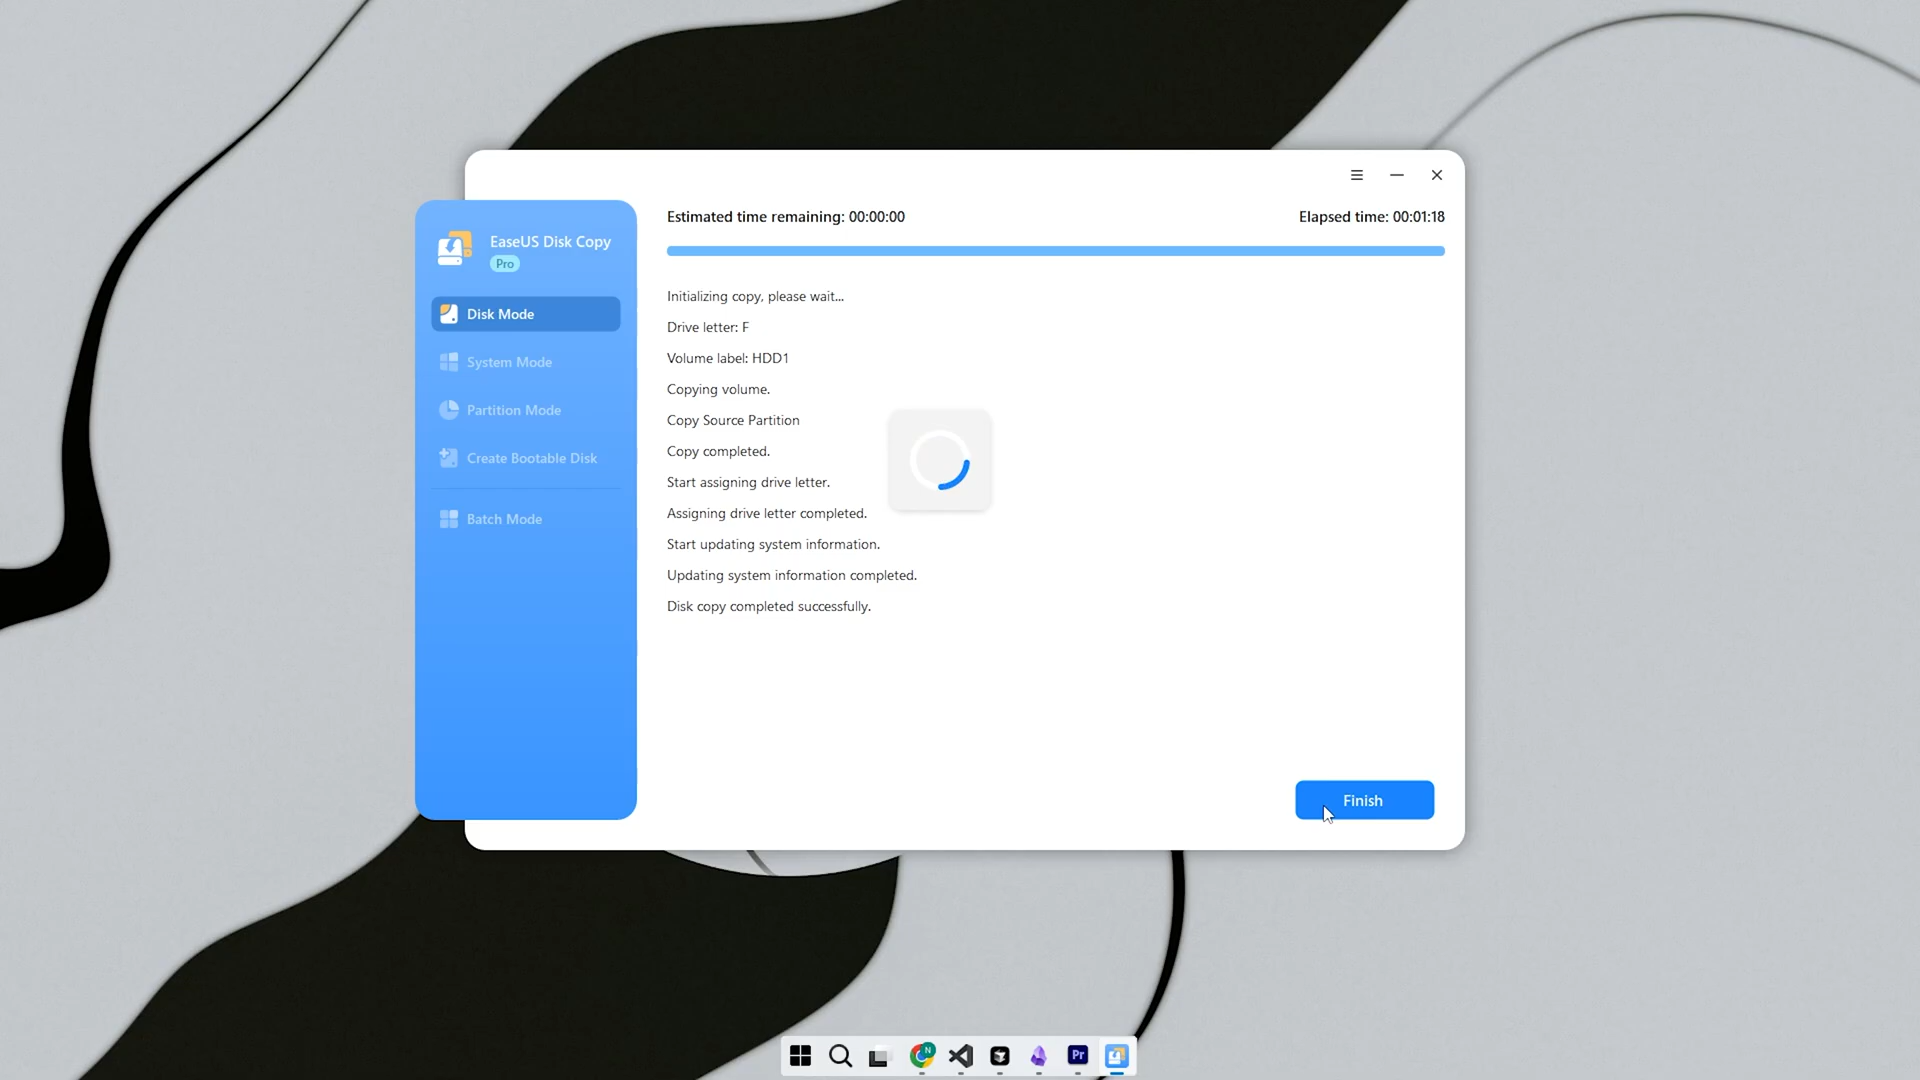 Estimated time remaining: 00:00:00
Elapsed time: 00:01:18
EaseUS Disk Copy
Pro
Disk Mode
System Mode
Partition Mode
Create Bootable Disk
Batch Mode
Initializing copy, please wait...
Drive letter: F
Volume label: HDD1
Copying volume.
Copy Source Partition
Copy completed.
Start assigning drive letter.
Assigning drive letter completed.
Start updating system information.
Updating system information completed.
Disk copy completed successfully.
Finish
N
Pr